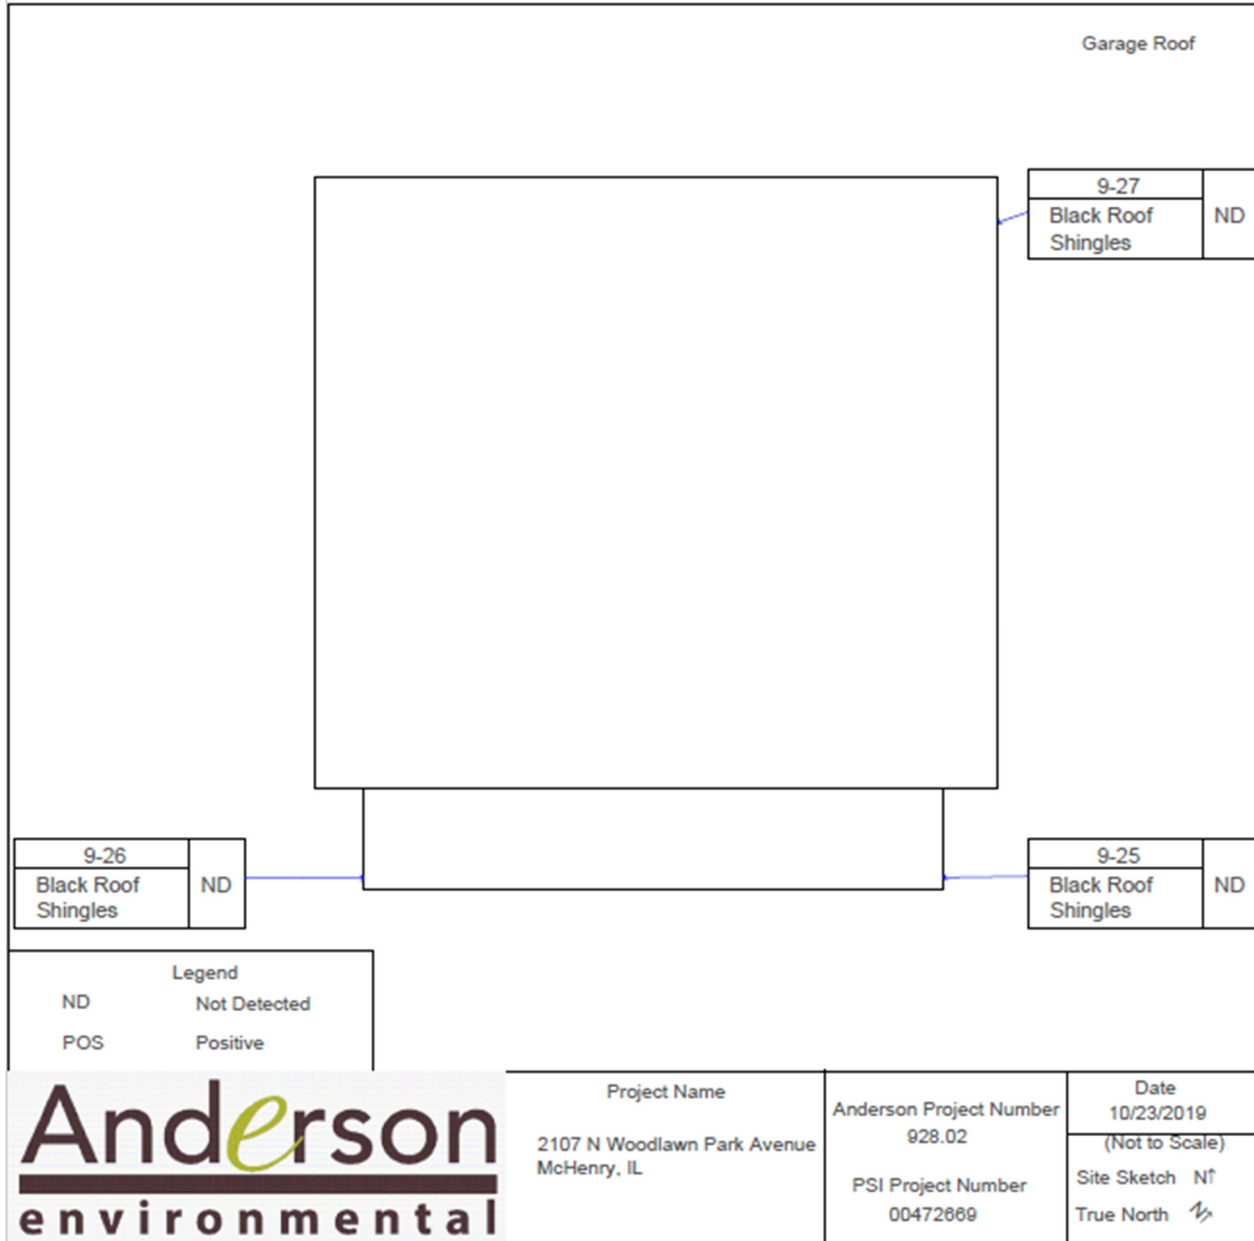 Garage Roof
9-27
Black Roof
Shingles
ND
9-26
Black Roof
Shingles
ND
9-25
Black Roof
Shingles
ND
Legend
ND Not Detected
POS Positive
Anderson
environmental
Project Name
2107 N Woodlawn Park Avenue
McHenry, IL
Anderson Project Number
928.02
PSI Project Number
00472669
Date
10/23/2019
(Not to Scale)
Site Sketch N↑
True North N